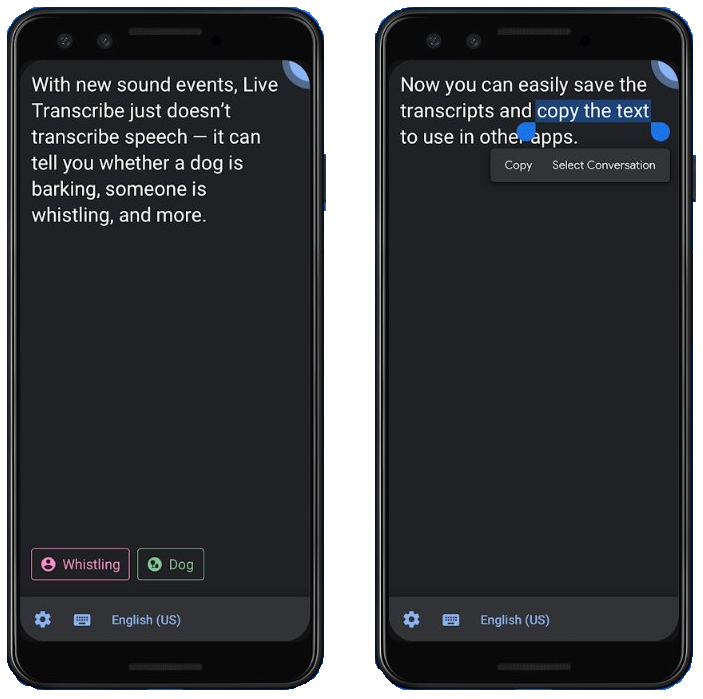 With new sound events, Live
Transcribe just doesn't
transcribe speech — it can
tell you whether a dog is
barking, someone is
whistling, and more.
Whistling
Dog
English (US)
Now you can easily save the
transcripts and copy the text
to use in other apps.
Copy
Select Conversation
English (US)